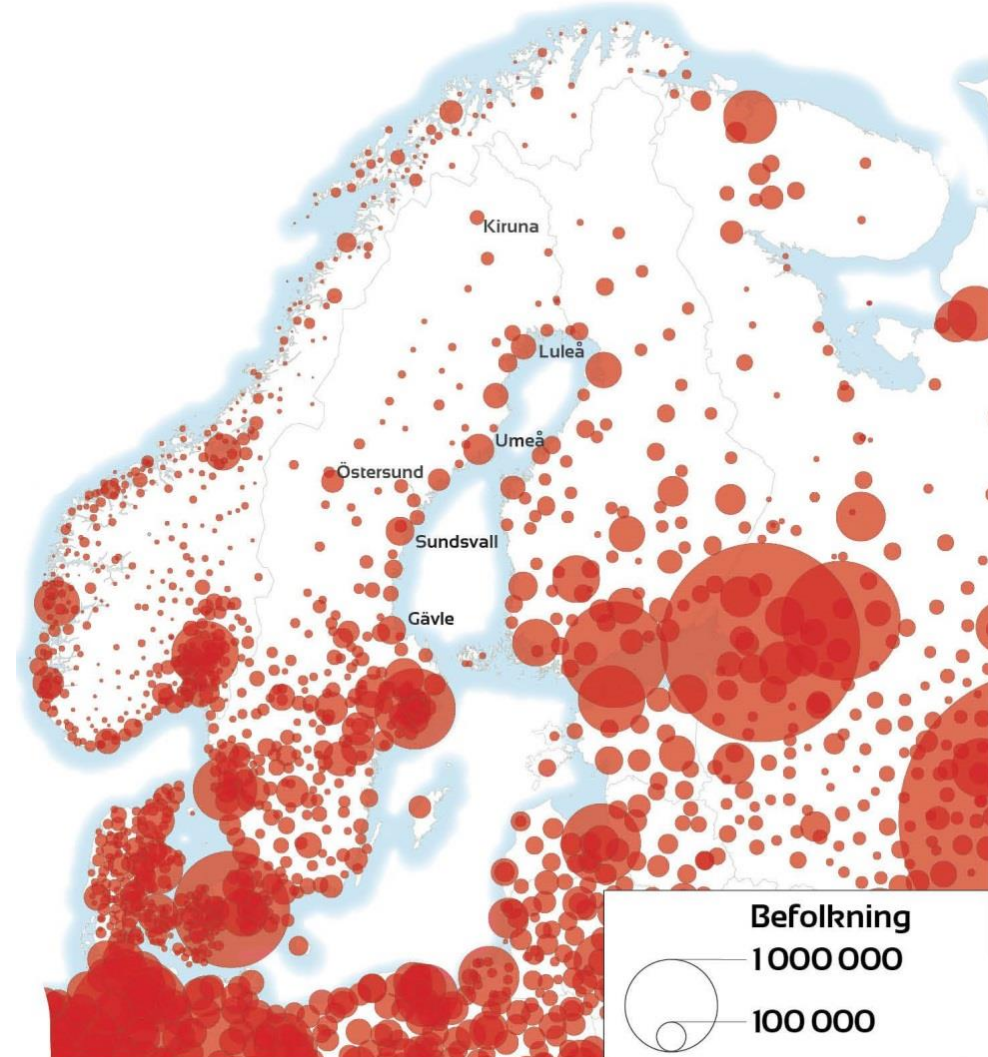 Kiruna
Luleå
Umeå
Östersund
Sundsvall
Gävle
Befolkning
1 000 000
100 000